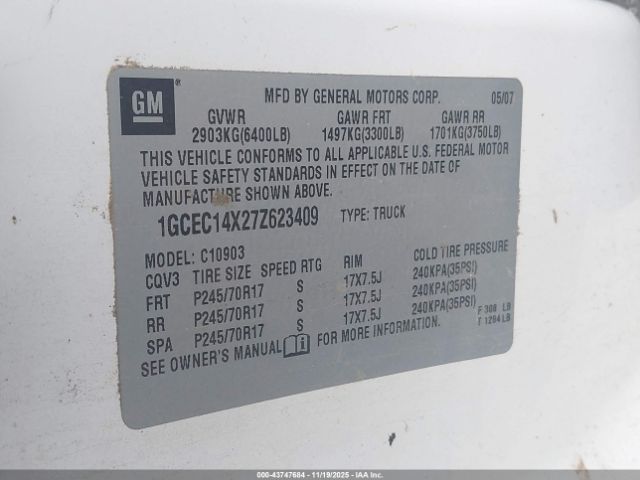 GM ®
MFD BY GENERAL MOTORS CORP. 05/07
GVWR GAWR FRT GAWR RR
2903KG(6400LB) 1497KG(3300LB) 1701KG(3750LB)
THIS VEHICLE CONFORMS TO ALL APPLICABLE U.S. FEDERAL MOTOR
VEHICLE SAFETY STANDARDS IN EFFECT ON THE DATE OF
MANUFACTURE SHOWN ABOVE.
1GCEC14X27Z623409 TYPE: TRUCK
MODEL: C10903
CQV3 TIRE SIZE SPEED RTG RIM COLD TIRE PRESSURE
FRT P245/70R17 S 17X7.5J 240KPA(35PSI)
RR P245/70R17 S 17X7.5J 240KPA(35PSI)
SPA P245/70R17 S 17X7.5J 240KPA(35PSI)
F 308 LB
T 1294 LB
SEE OWNER'S MANUAL i FOR MORE INFORMATION.
000-43747684 - 11/19/2025 - IAA Inc.